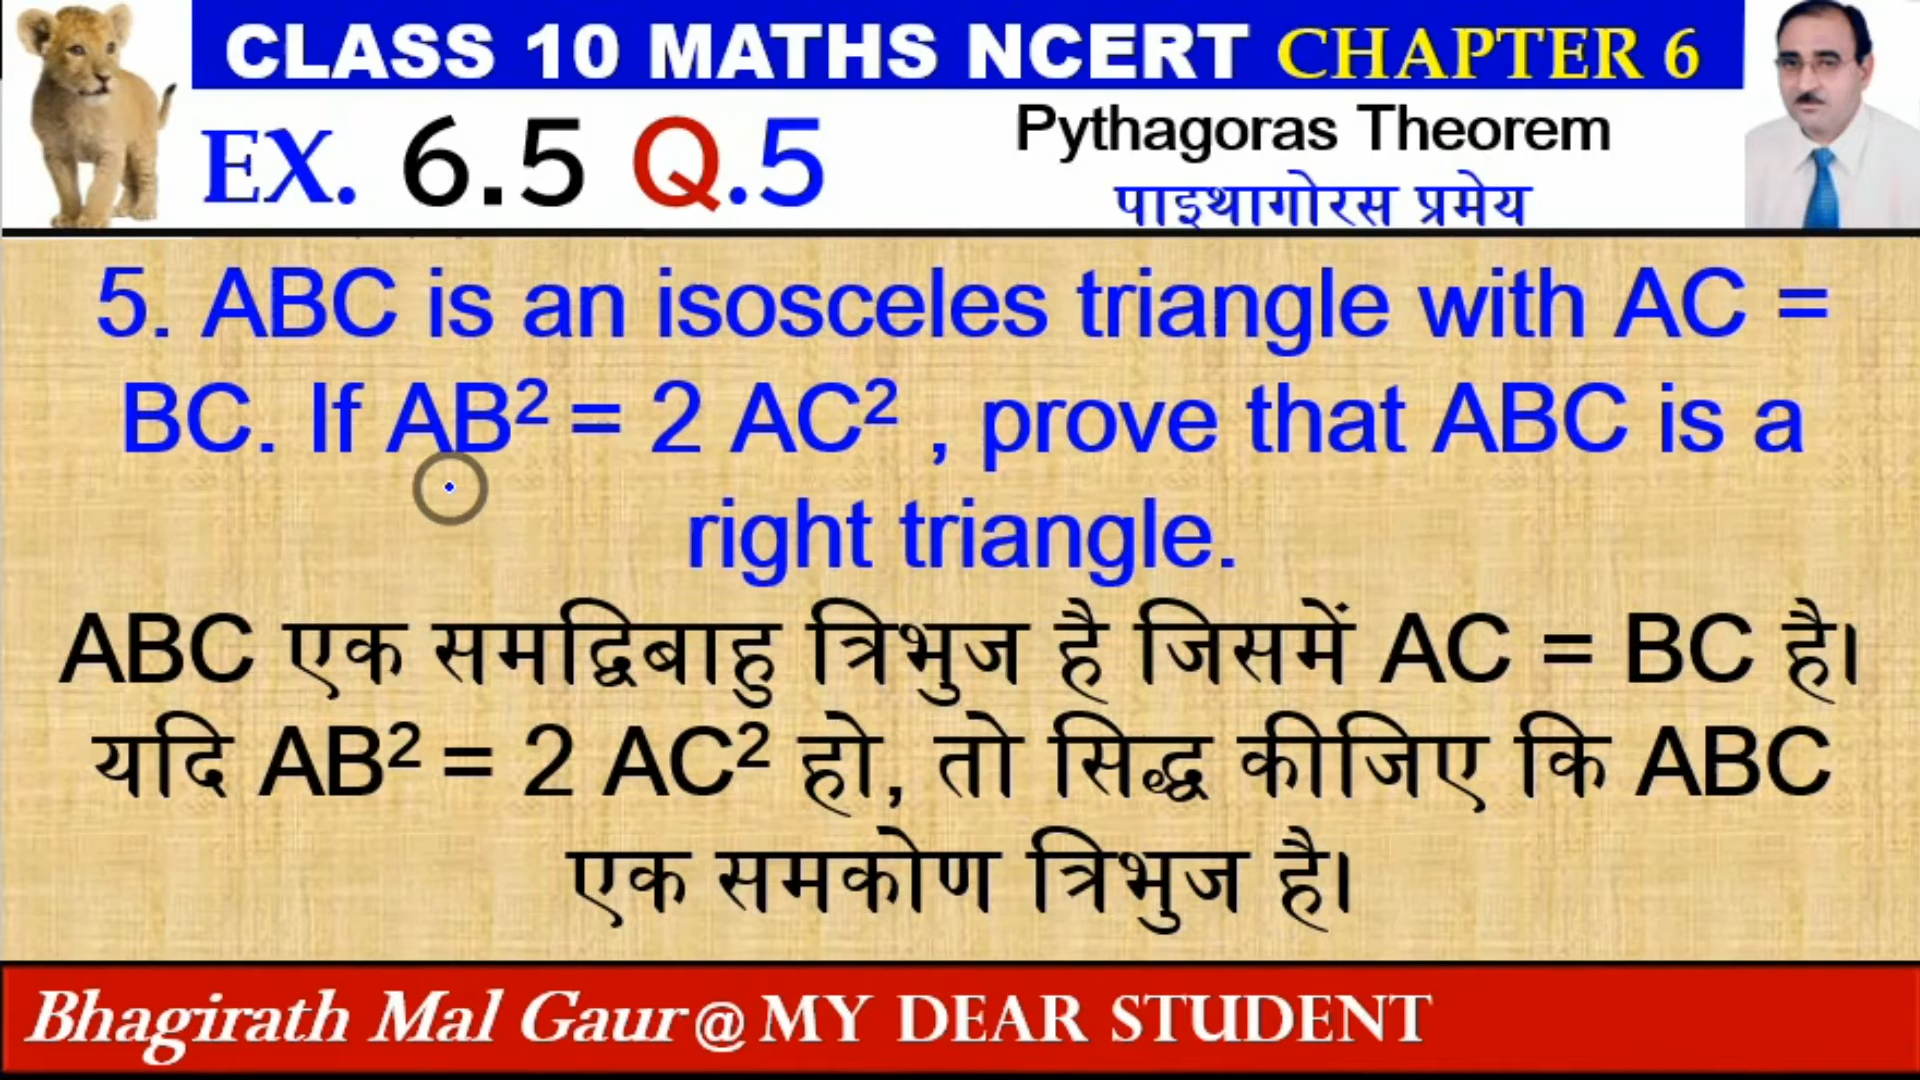 CLASS 10 MATHS NCERT CHAPTER 6
EX. 6.5 Q.5
Pythagoras Theorem
पाइथागोरस प्रमेय
5. ABC is an isosceles triangle with AC =
BC. If AB² = 2 AC² , prove that ABC is a
right triangle.
ABC एक समद्विबाहु त्रिभुज है जिसमें AC = BC है।
यदि AB² = 2 AC² हो, तो सिद्ध कीजिए कि ABC
एक समकोण त्रिभुज है।
Bhagirath Mal Gaur@MY DEAR STUDENT